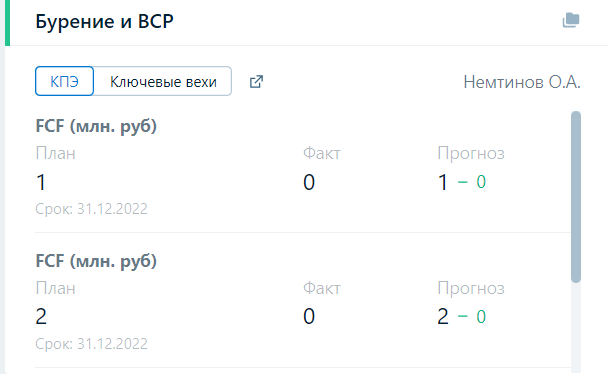 Бурение и ВСР
КПЭ Ключевые вехи Немтинов О.А.
FCF (млн. руб)
План Факт Прогноз
1 0 1 – 0
Срок: 31.12.2022
FCF (млн. руб)
План Факт Прогноз
2 0 2 – 0
Срок: 31.12.2022